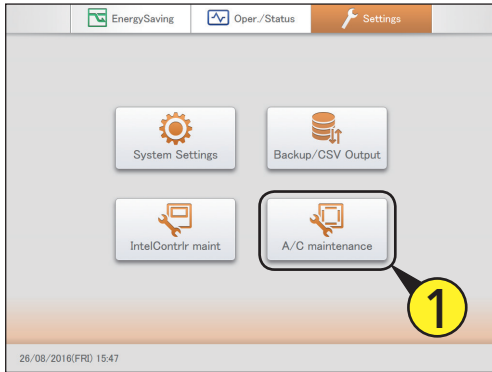 EnergySaving Oper./Status Settings
System Settings Backup/CSV Output
IntelContrlr maint A/C maintenance
1
26/08/2016(FRI) 15:47